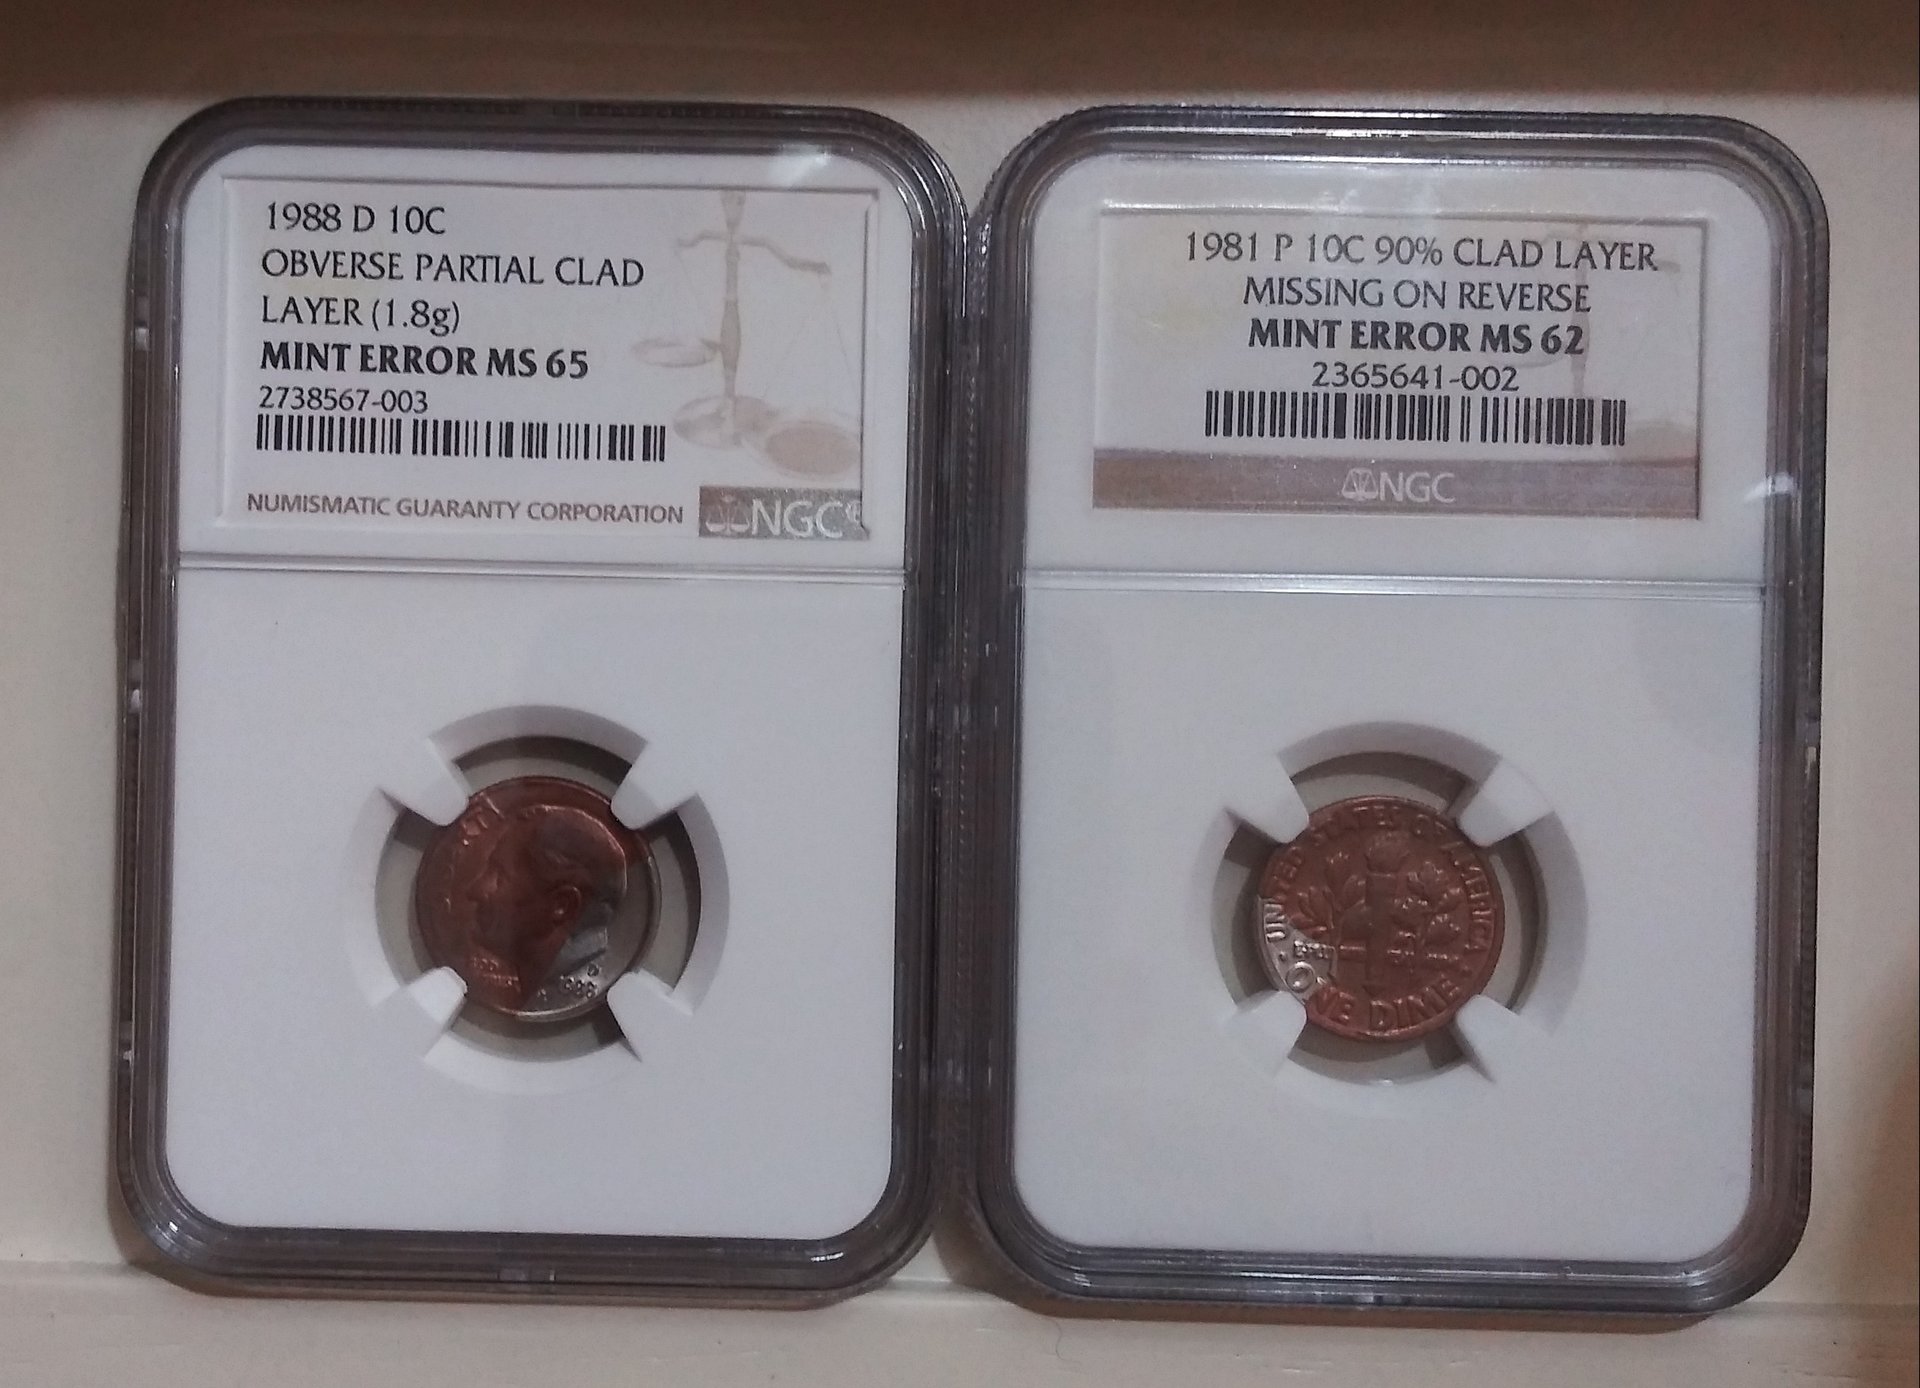 1988 D 10C
OBVERSE PARTIAL CLAD
LAYER (1.8g)
MINT ERROR MS 65
2738567-003
NUMISMATIC GUARANTY CORPORATION
NGC
1988
D
1981 P 10C 90% CLAD LAYER
MISSING ON REVERSE
MINT ERROR MS 62
2365641-002
NGC
UNITED STATES OF AMERICA
ONE DIME